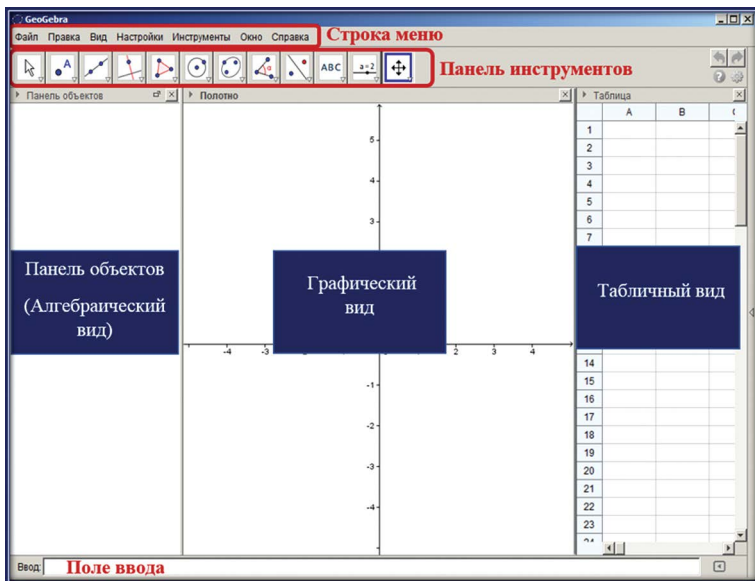 GeoGebra
Файл Правка Вид Настройки Инструменты Окно Справка
Строка меню
A
α
ABC
a=2
Панель инструментов
Панель объектов
Полотно
Таблица
A B C
1
2
3
4
5
6
7
5
4
3
Панель объектов
(Алгебраический
вид)
Графический
вид
Табличный вид
-4 -3 2 3 4
-1
-2
-3
-4
14
15
16
17
18
19
20
21
22
23
24
Ввод:
Поле ввода